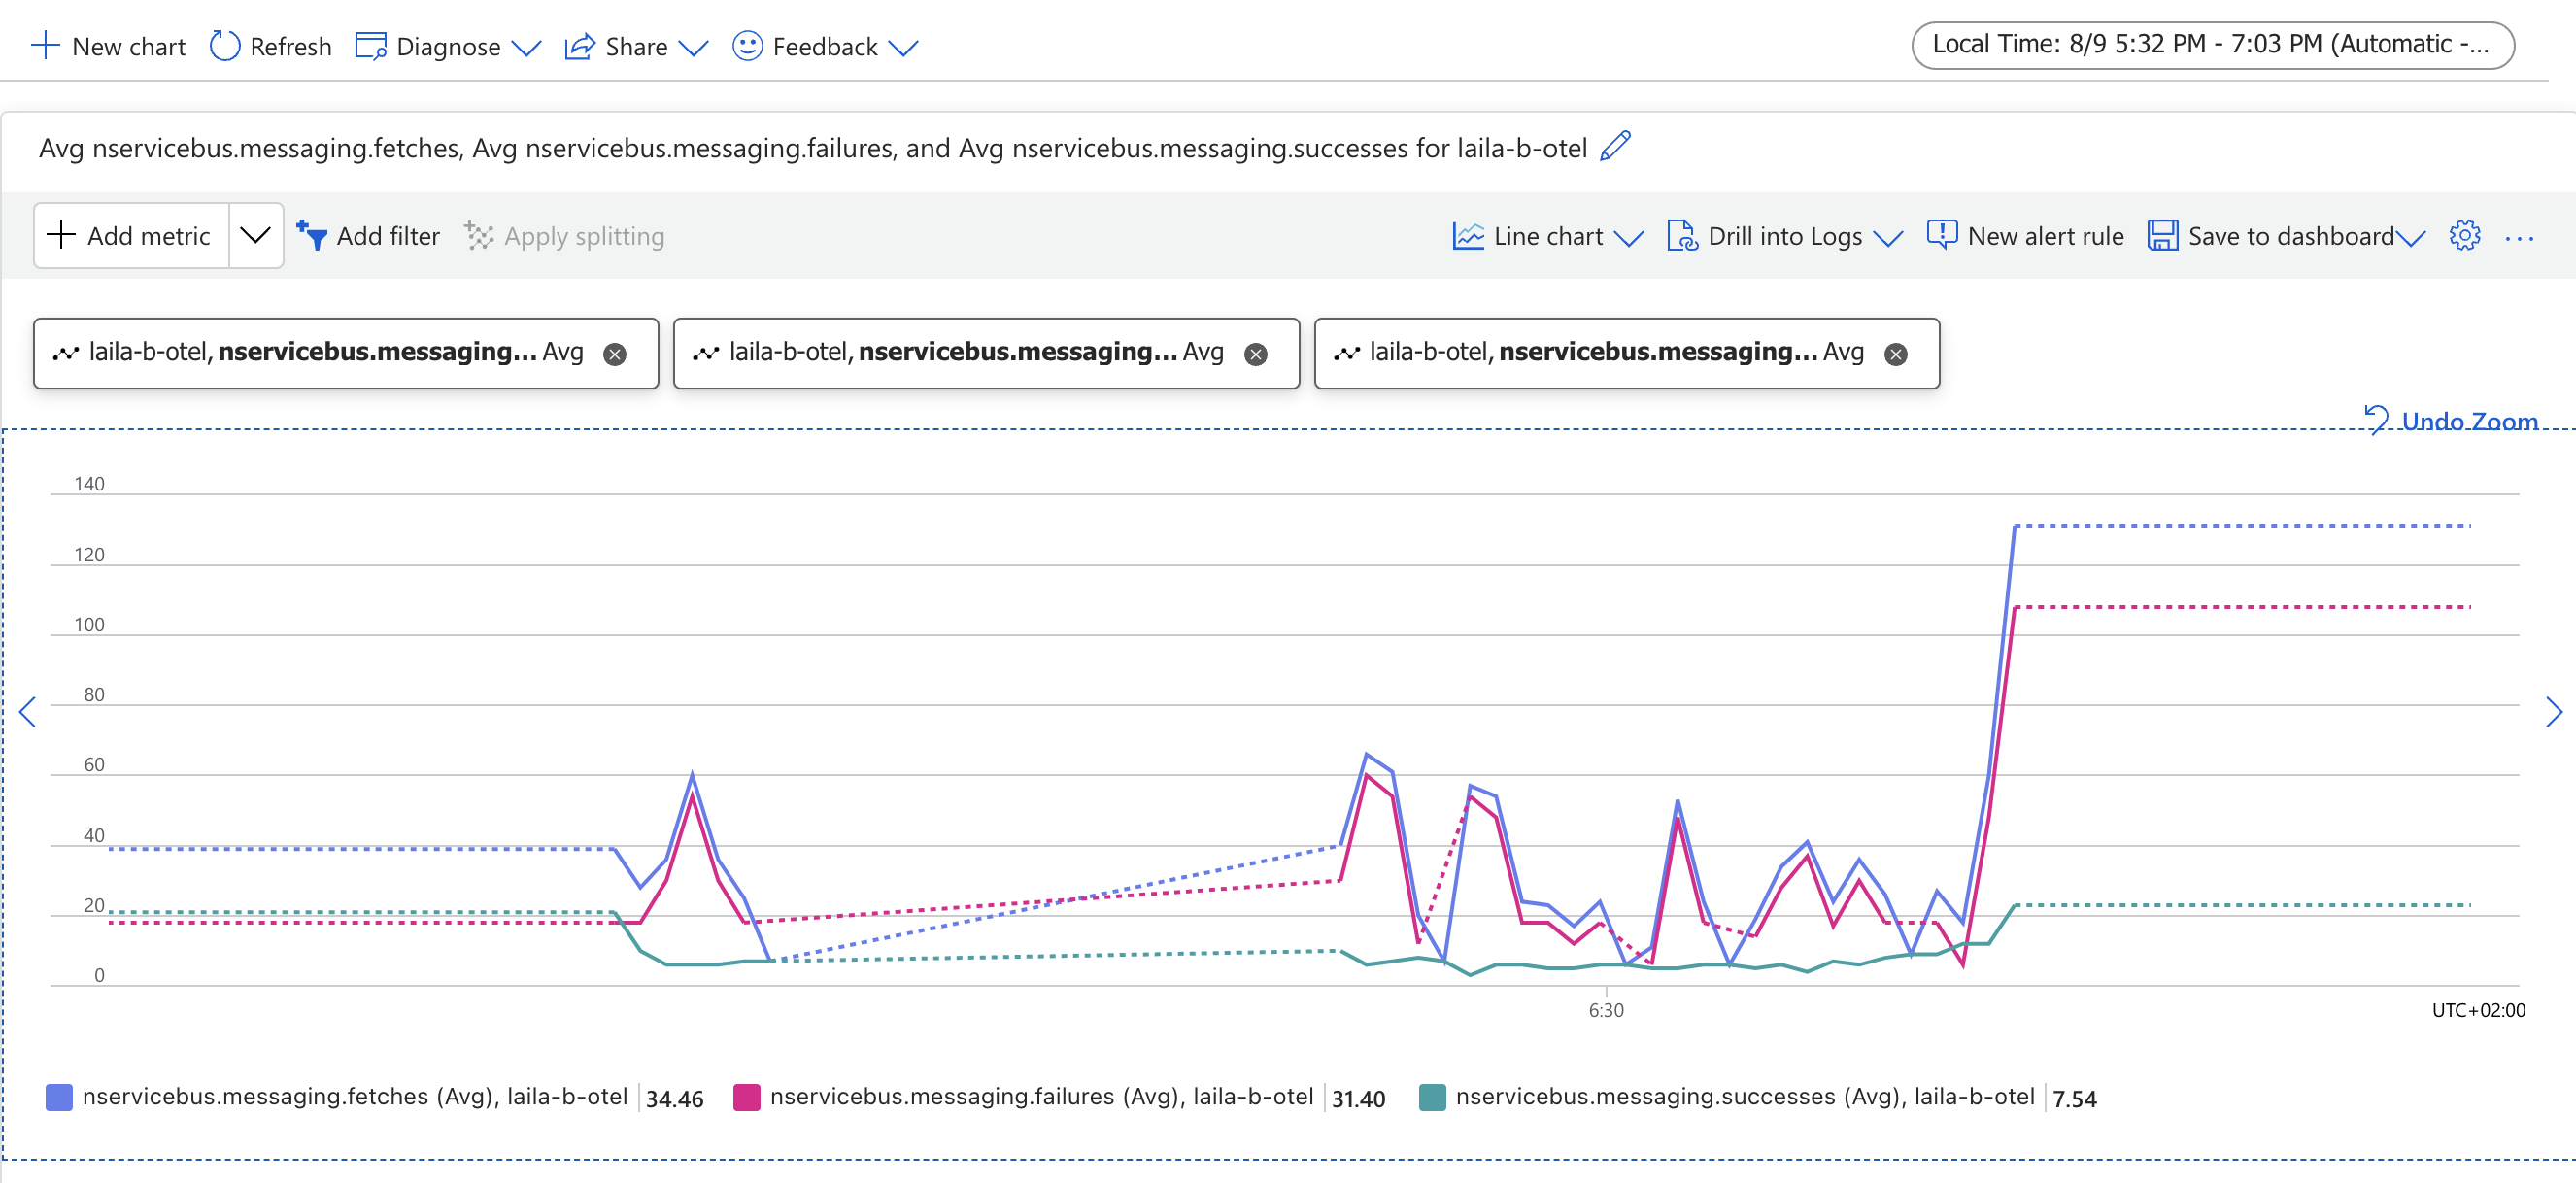 New chart Refresh Diagnose Share Feedback Local Time: 8/9 5:32 PM - 7:03 PM (Automatic -...
Avg nservicebus.messaging.fetches, Avg nservicebus.messaging.failures, and Avg nservicebus.messaging.successes for laila-b-otel
Add metric Add filter Apply splitting Line chart Drill into Logs New alert rule Save to dashboard ...
laila-b-otel, nservicebus.messaging... Avg laila-b-otel, nservicebus.messaging... Avg laila-b-otel, nservicebus.messaging... Avg
Undo Zoom
140
120
100
80
60
40
20
0
6:30 UTC+02:00
nservicebus.messaging.fetches (Avg), laila-b-otel 34.46 nservicebus.messaging.failures (Avg), laila-b-otel 31.40 nservicebus.messaging.successes (Avg), laila-b-otel 7.54